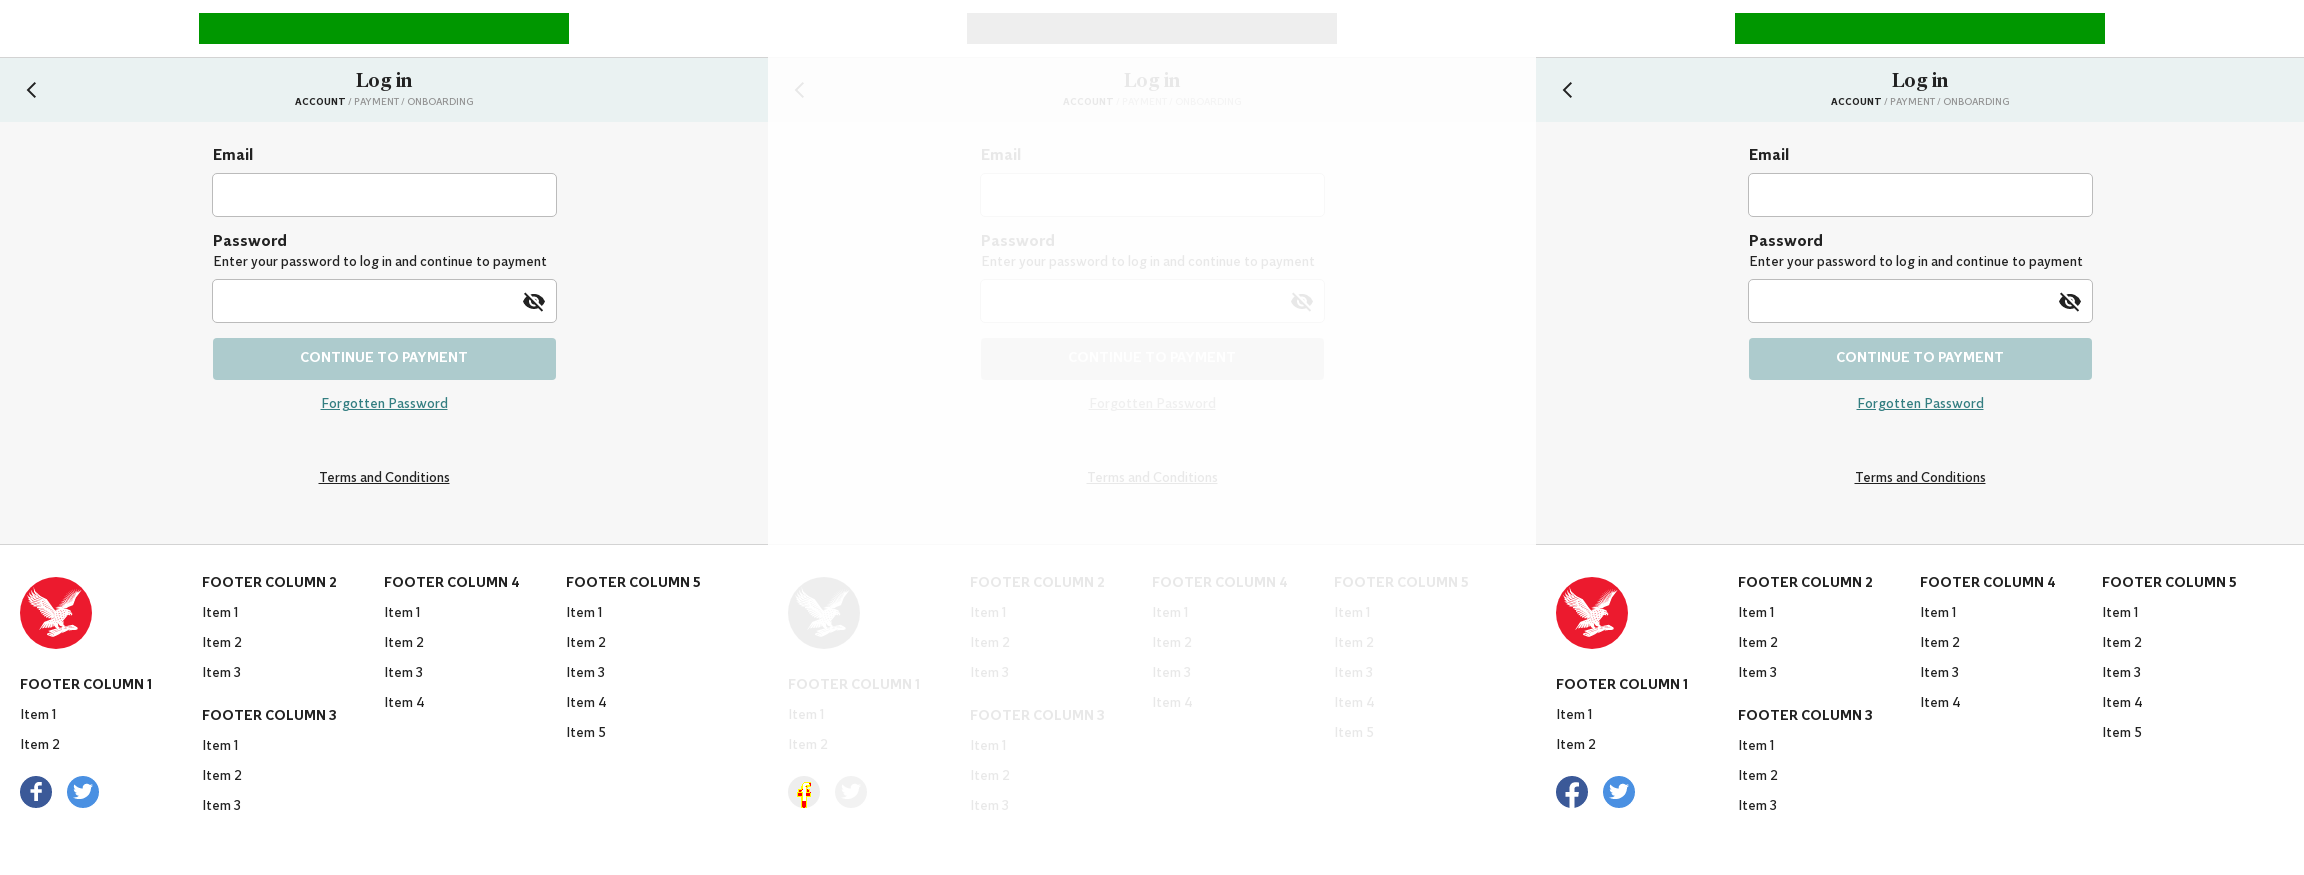 Log in
ACCOUNT / PAYMENT / ONBOARDING
Email
Password
Enter your password to log in and continue to payment
CONTINUE TO PAYMENT
Forgotten Password
Terms and Conditions
FOOTER COLUMN 1
Item 1
Item 2
FOOTER COLUMN 2
Item 1
Item 2
Item 3
FOOTER COLUMN 3
Item 1
Item 2
Item 3
FOOTER COLUMN 4
Item 1
Item 2
Item 3
Item 4
FOOTER COLUMN 5
Item 1
Item 2
Item 3
Item 4
Item 5
Log in
ACCOUNT / PAYMENT / ONBOARDING
Email
Password
Enter your password to log in and continue to payment
CONTINUE TO PAYMENT
Forgotten Password
Terms and Conditions
FOOTER COLUMN 1
Item 1
Item 2
FOOTER COLUMN 2
Item 1
Item 2
Item 3
FOOTER COLUMN 3
Item 1
Item 2
Item 3
FOOTER COLUMN 4
Item 1
Item 2
Item 3
Item 4
FOOTER COLUMN 5
Item 1
Item 2
Item 3
Item 4
Item 5
Log in
ACCOUNT / PAYMENT / ONBOARDING
Email
Password
Enter your password to log in and continue to payment
CONTINUE TO PAYMENT
Forgotten Password
Terms and Conditions
FOOTER COLUMN 1
Item 1
Item 2
FOOTER COLUMN 2
Item 1
Item 2
Item 3
FOOTER COLUMN 3
Item 1
Item 2
Item 3
FOOTER COLUMN 4
Item 1
Item 2
Item 3
Item 4
FOOTER COLUMN 5
Item 1
Item 2
Item 3
Item 4
Item 5